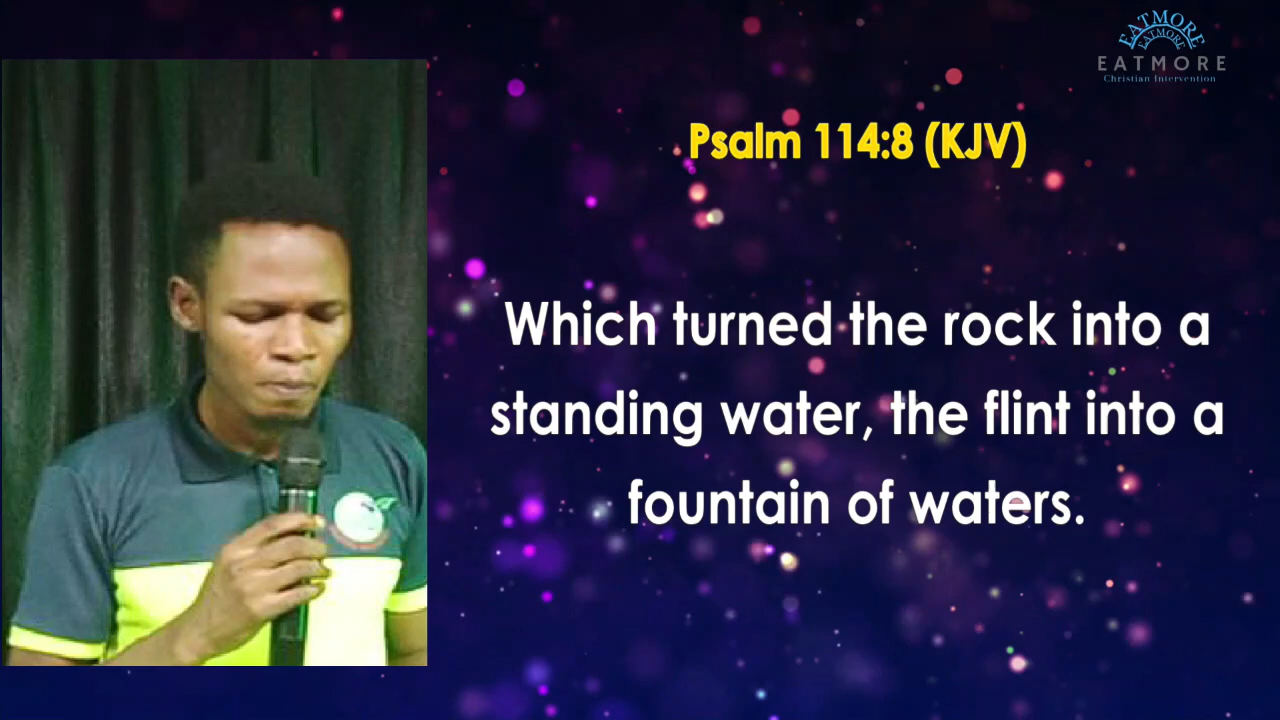 EATMORE
EATMORE
EATMORE
Christian Intervention
Psalm 114:8 (KJV)
Which turned the rock into a
standing water, the flint into a
fountain of waters.